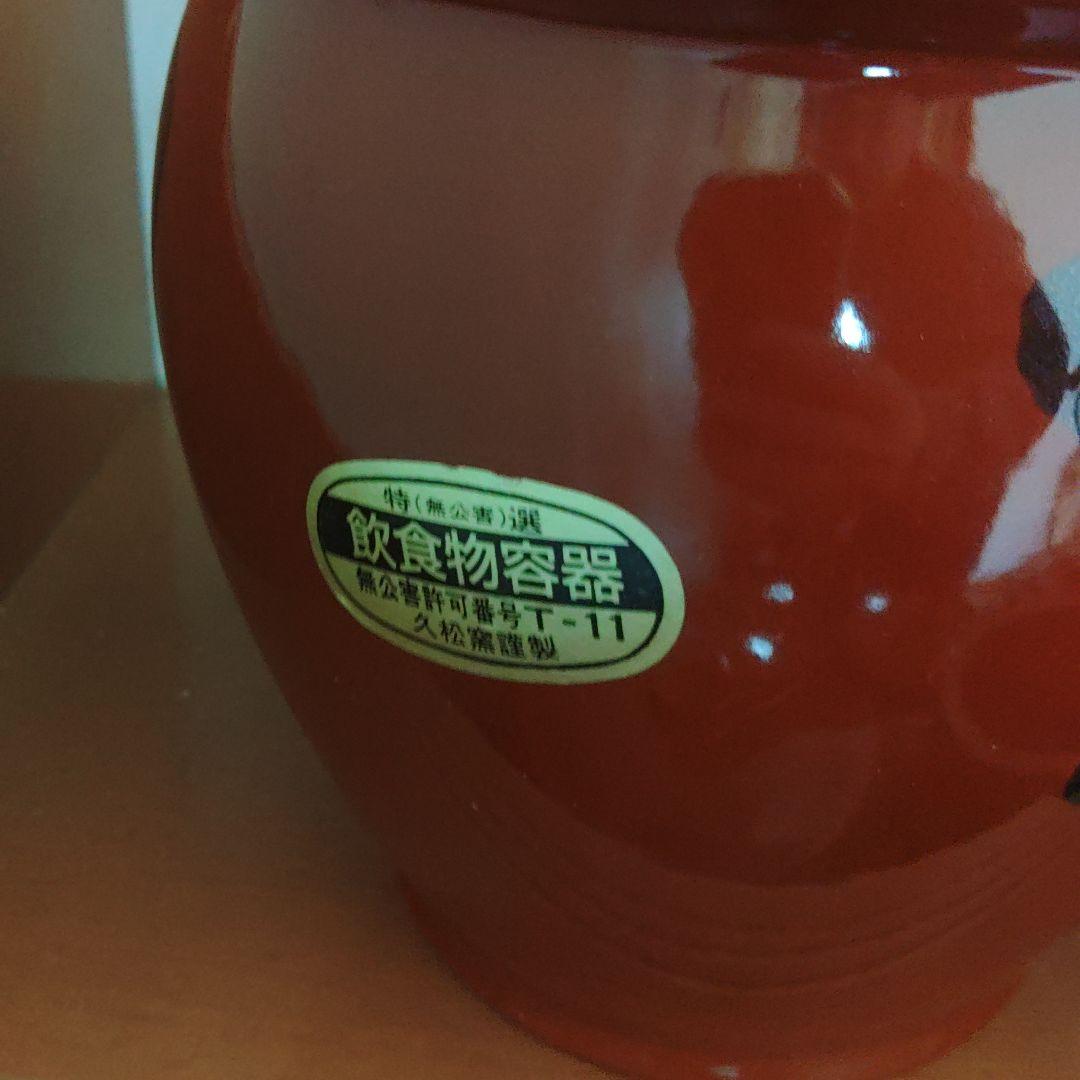 特(無公害)選
飲食物容器
無公害許可番号T-11
久松窯謹製